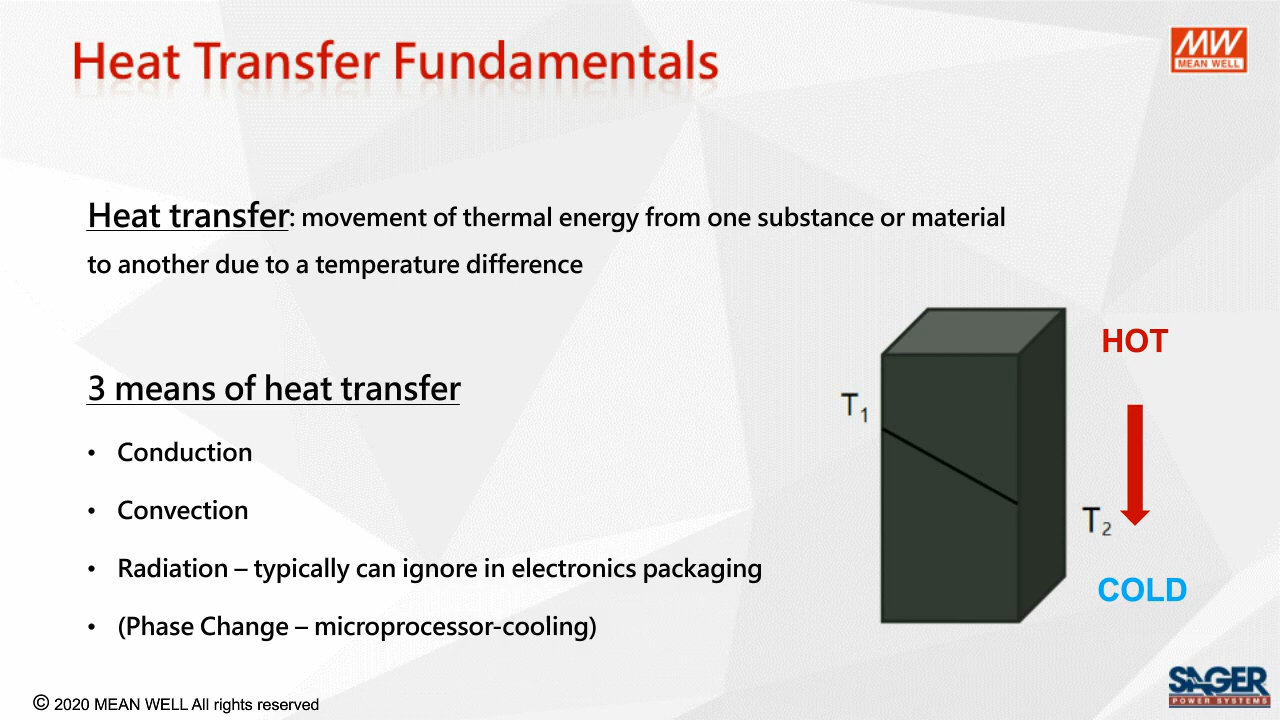 Heat Transfer Fundamentals
MW
MEAN WELL
Heat transfer: movement of thermal energy from one substance or material
to another due to a temperature difference
3 means of heat transfer
• Conduction
• Convection
• Radiation – typically can ignore in electronics packaging
• (Phase Change – microprocessor-cooling)
HOT
T1
T2
COLD
© 2020 MEAN WELL All rights reserved
SAGER
POWER SYSTEMS